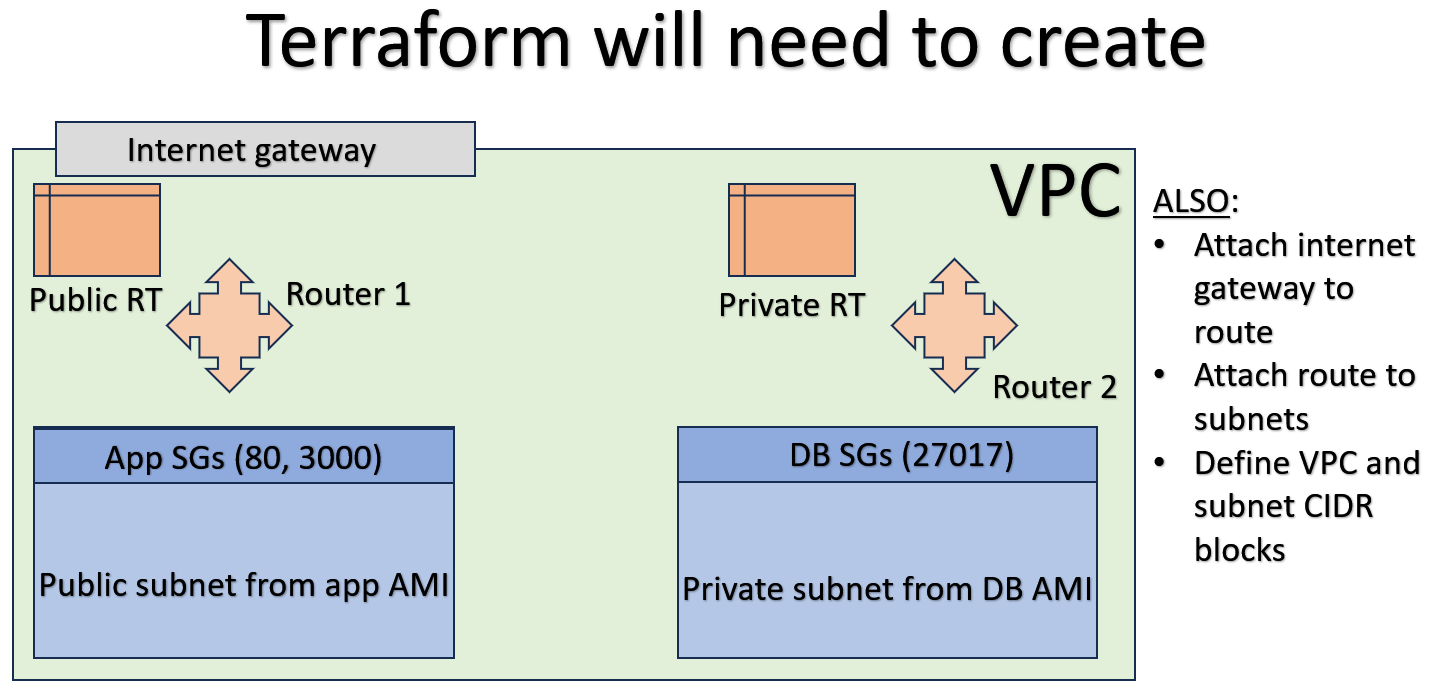 Terraform will need to create
Internet gateway
VPC
Public RT
Router 1
Private RT
Router 2
App SGs (80, 3000)
Public subnet from app AMI
DB SGs (27017)
Private subnet from DB AMI
ALSO:
• Attach internet
gateway to
route
• Attach route to
subnets
• Define VPC and
subnet CIDR
blocks